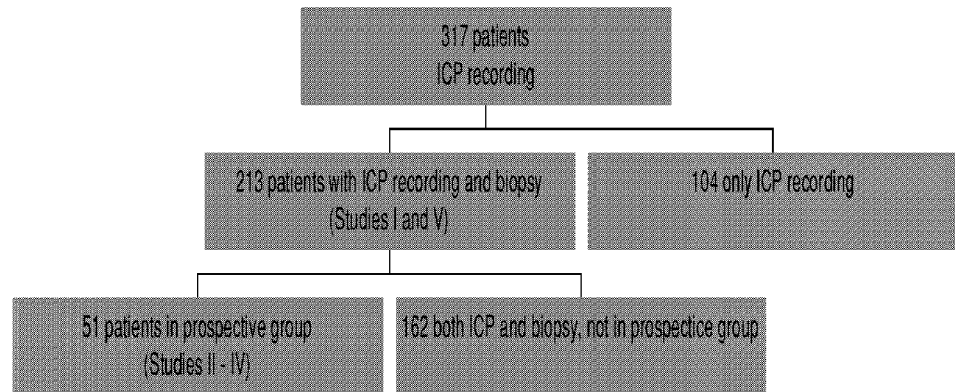 317 patients
ICP recording
213 patients with ICP recording and biopsy
(Studies I and V)
104 only ICP recording
51 patients in prospective group
(Studies II - IV)
162 both ICP and biopsy, not in prospectice group